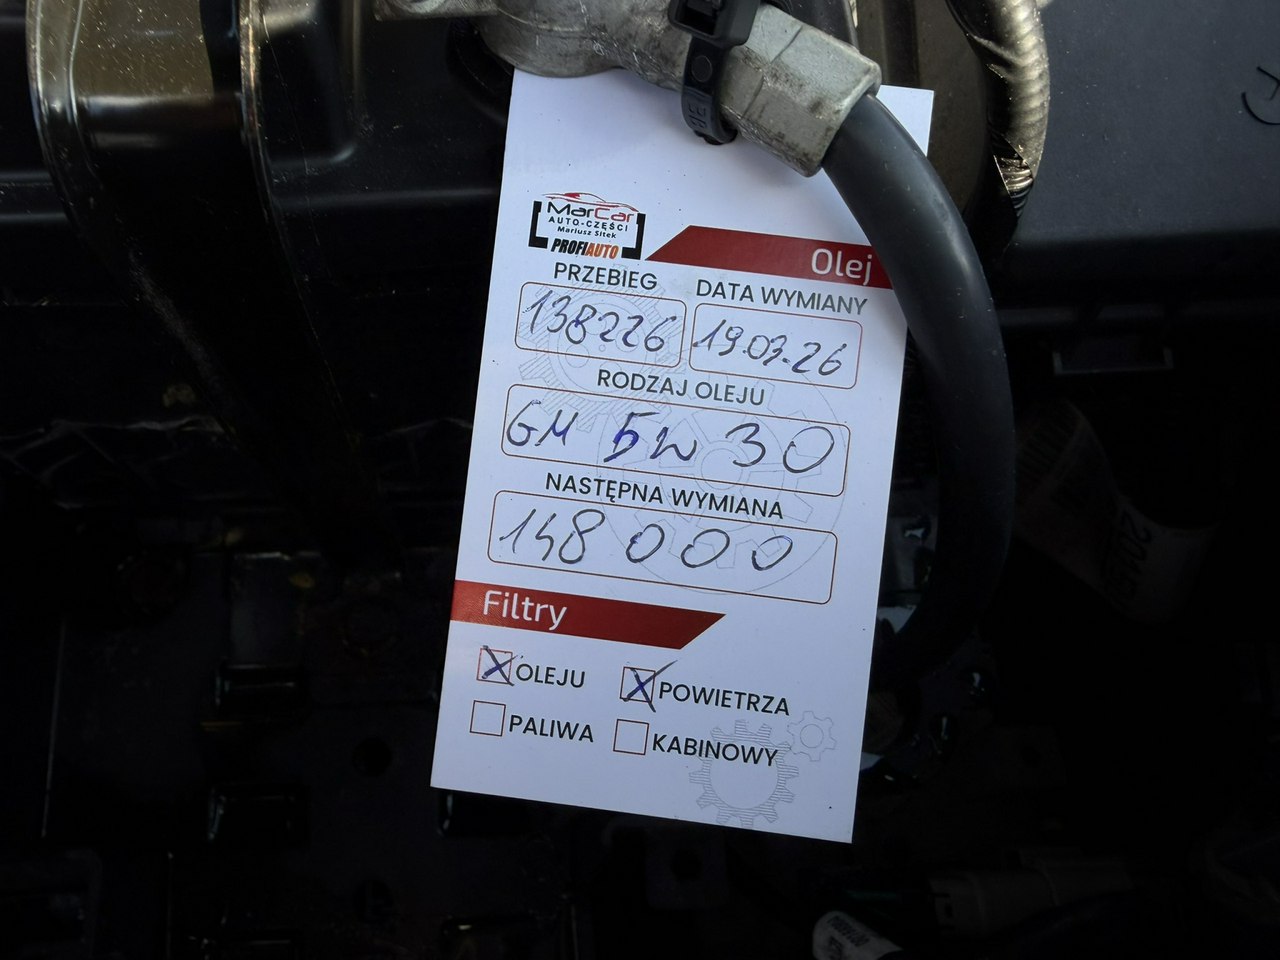 MarCar
AUTO-CZĘŚCI
Mariusz Sitek
PROFIAUTO
Olej
PRZEBIEG DATA WYMIANY
138226 19.03.26
RODZAJ OLEJU
GM 5W30
NASTĘPNA WYMIANA
148000
Filtry
X OLEJU X POWIETRZA
PALIWA KABINOWY